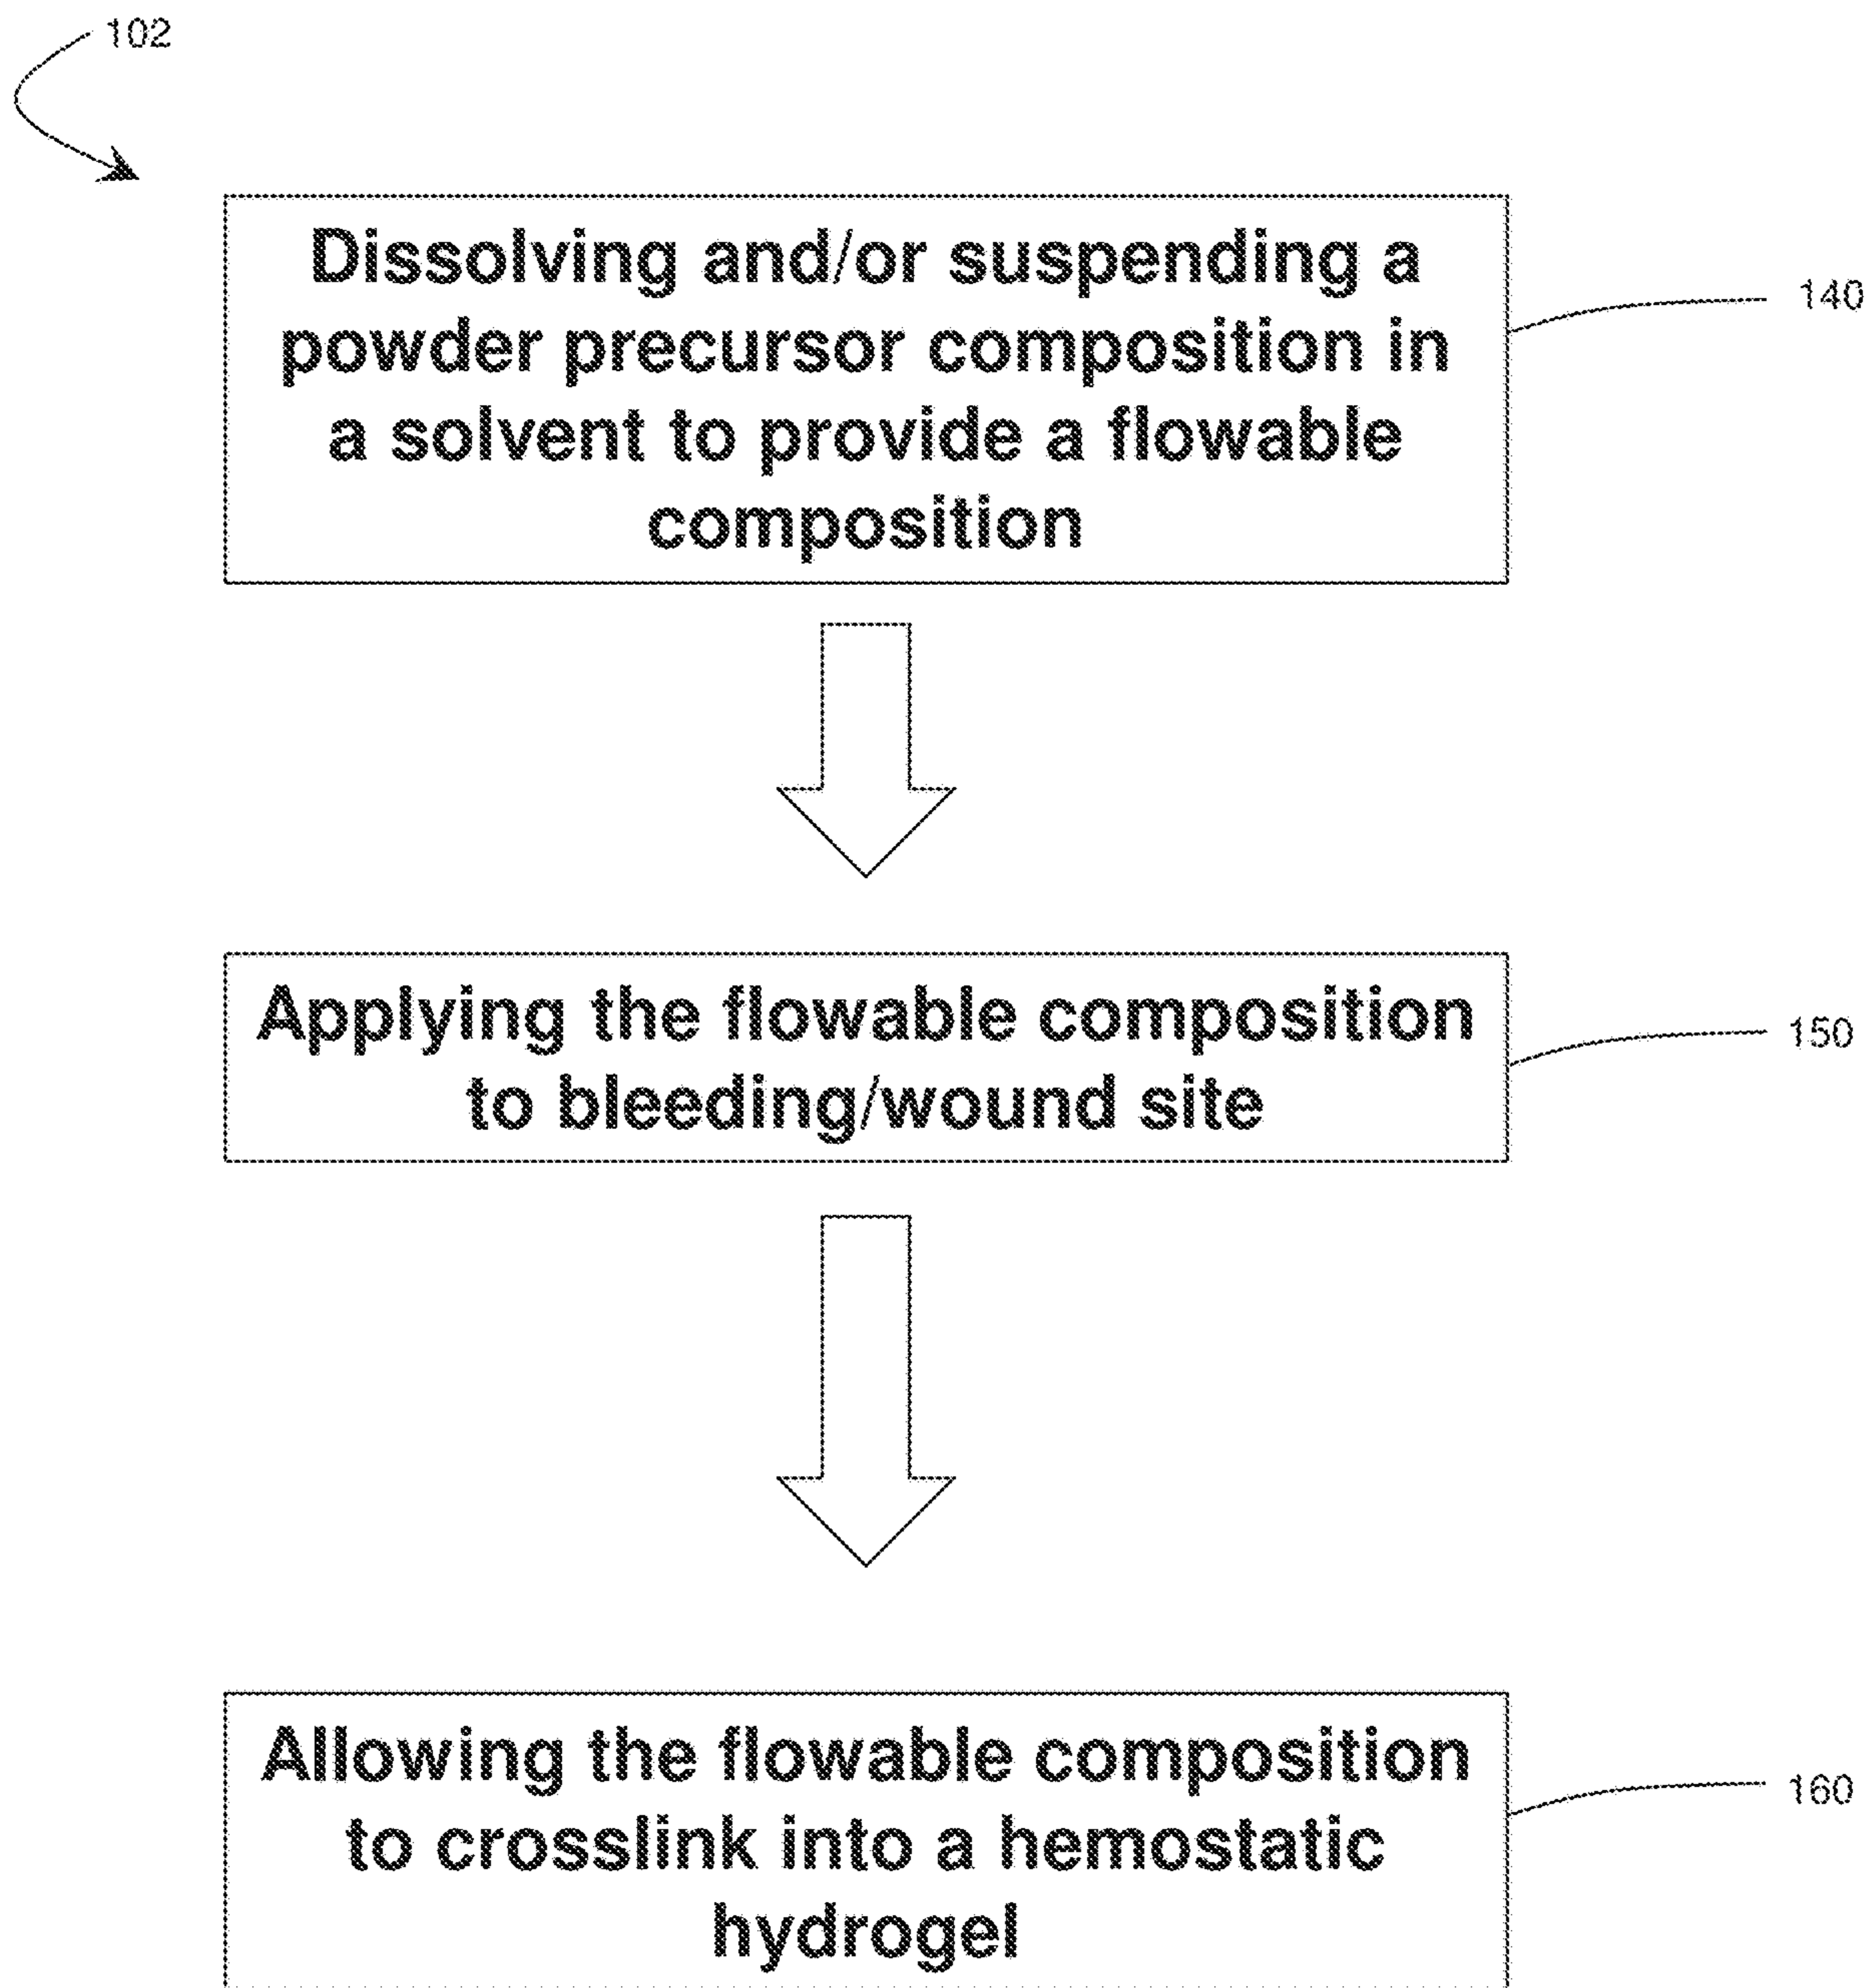 102
Dissolving and/or suspending a
powder precursor composition in
a solvent to provide a flowable
composition
140
Applying the flowable composition
to bleeding/wound site
150
Allowing the flowable composition
to crosslink into a hemostatic
hydrogel
160